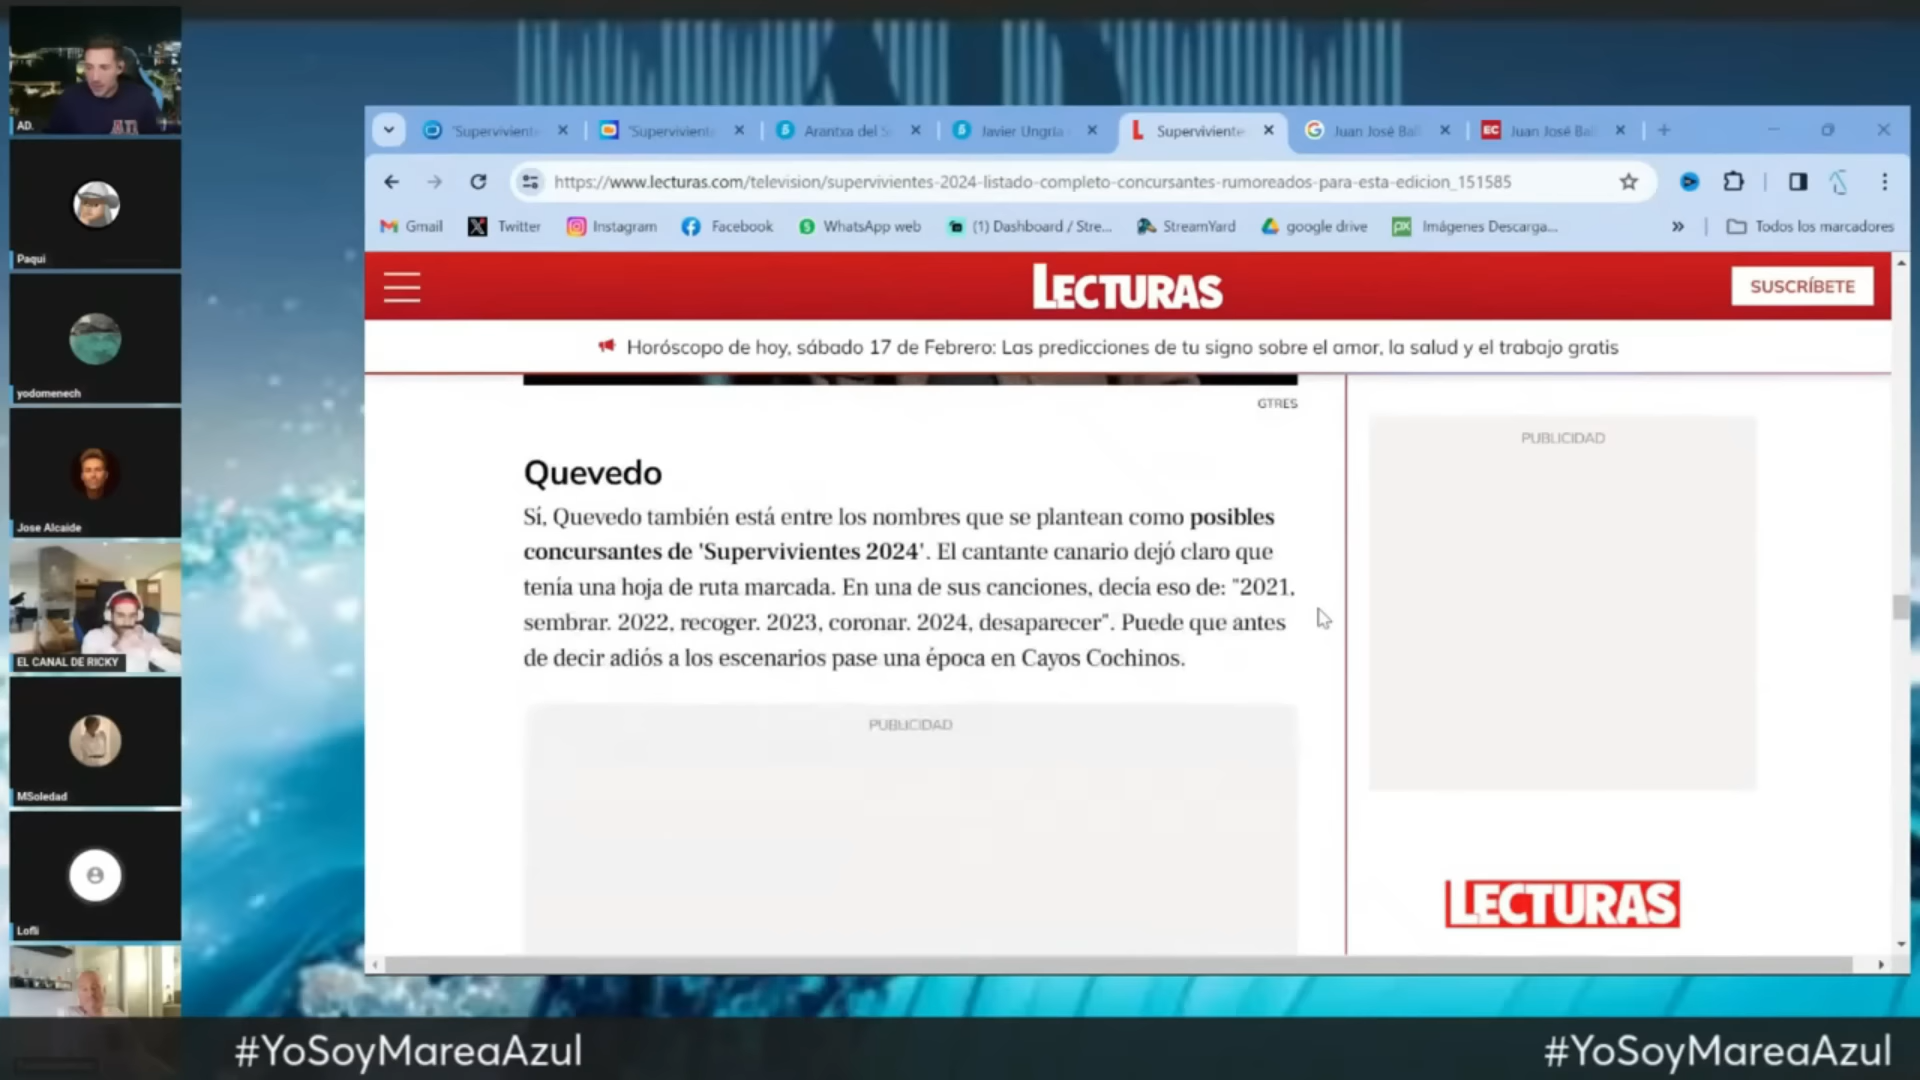 AD.
Paqui
yodomenech
Jose Alcaide
EL CANAL DE RICKY
MSoledad
Lofli
'Supervivient
'Supervivient
Arantxa del S
Javier Ungría
Superviviente
Juan José Bal
EC Juan José Bal
https://www.lecturas.com/television/supervivientes-2024-listado-completo-concursantes-rumoreados-para-esta-edicion_151585
Gmail Twitter Instagram Facebook WhatsApp web (1) Dashboard / Stre... StreamYard google drive Imágenes Descarga... » Todos los marcadores
LECTURAS
SUSCRÍBETE
Horóscopo de hoy, sábado 17 de Febrero: Las predicciones de tu signo sobre el amor, la salud y el trabajo gratis
GTRES
Quevedo
Sí, Quevedo también está entre los nombres que se plantean como posibles
concursantes de 'Supervivientes 2024'. El cantante canario dejó claro que
tenía una hoja de ruta marcada. En una de sus canciones, decía eso de: "2021,
sembrar. 2022, recoger. 2023, coronar. 2024, desaparecer". Puede que antes
de decir adiós a los escenarios pase una época en Cayos Cochinos.
PUBLICIDAD
PUBLICIDAD
LECTURAS
#YoSoyMareaAzul
#YoSoyMareaAzul